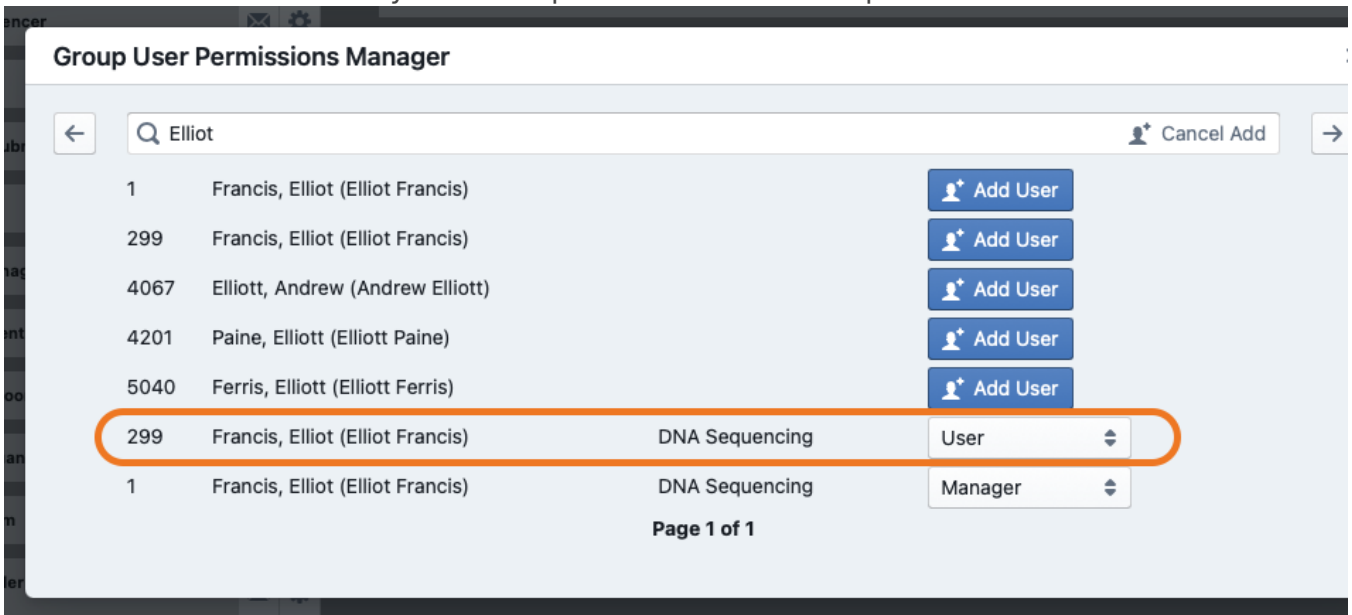 Group User Permissions Manager
Elliot Cancel Add
1 Francis, Elliot (Elliot Francis) Add User
299 Francis, Elliot (Elliot Francis) Add User
4067 Elliott, Andrew (Andrew Elliott) Add User
4201 Paine, Elliott (Elliott Paine) Add User
5040 Ferris, Elliott (Elliott Ferris) Add User
299 Francis, Elliot (Elliot Francis) DNA Sequencing User
1 Francis, Elliot (Elliot Francis) DNA Sequencing Manager
Page 1 of 1